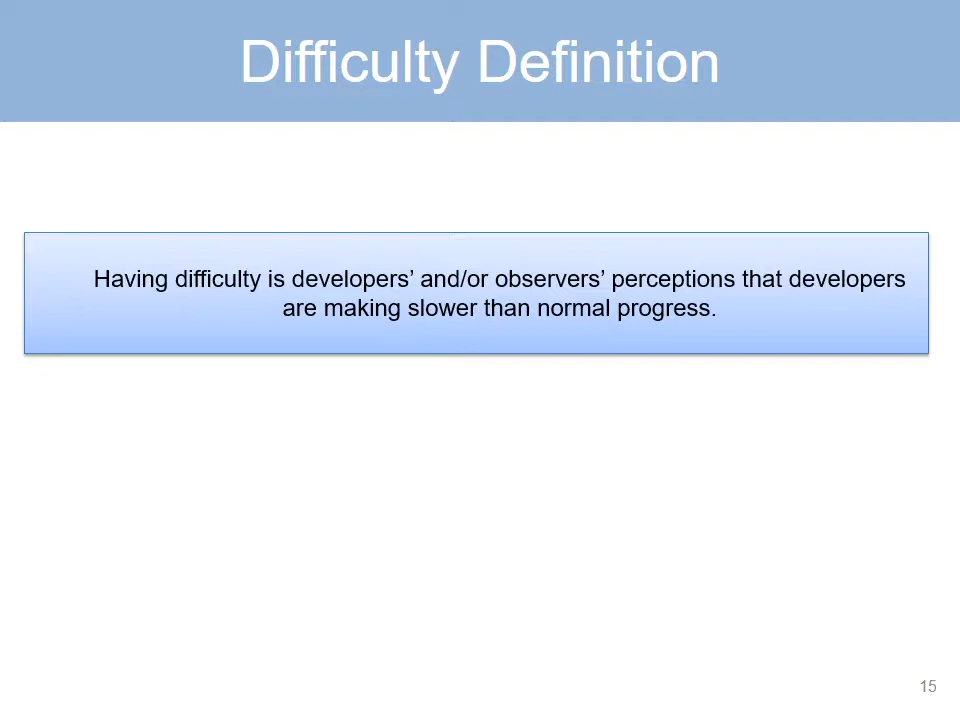 Difficulty Definition
Having difficulty is developers’ and/or observers’ perceptions that developers
are making slower than normal progress.
15